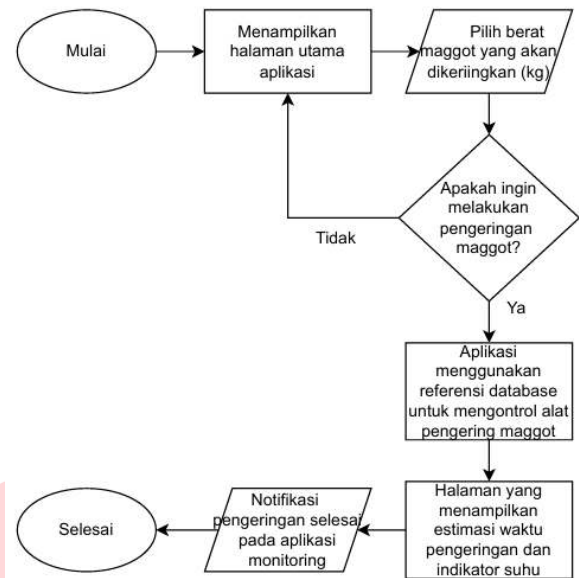 Mulai
Menampilkan
halaman utama
aplikasi
Pilih berat
maggot yang akan
dikeriingkan (kg)
Apakah ingin
melakukan
pengeringan
maggot?
Tidak
Ya
Aplikasi
menggunakan
referensi database
untuk mengontrol alat
pengering maggot
Halaman yang
menampilkan
estimasi waktu
pengeringan dan
indikator suhu
Notifikasi
pengeringan selesai
pada aplikasi
monitoring
Selesai